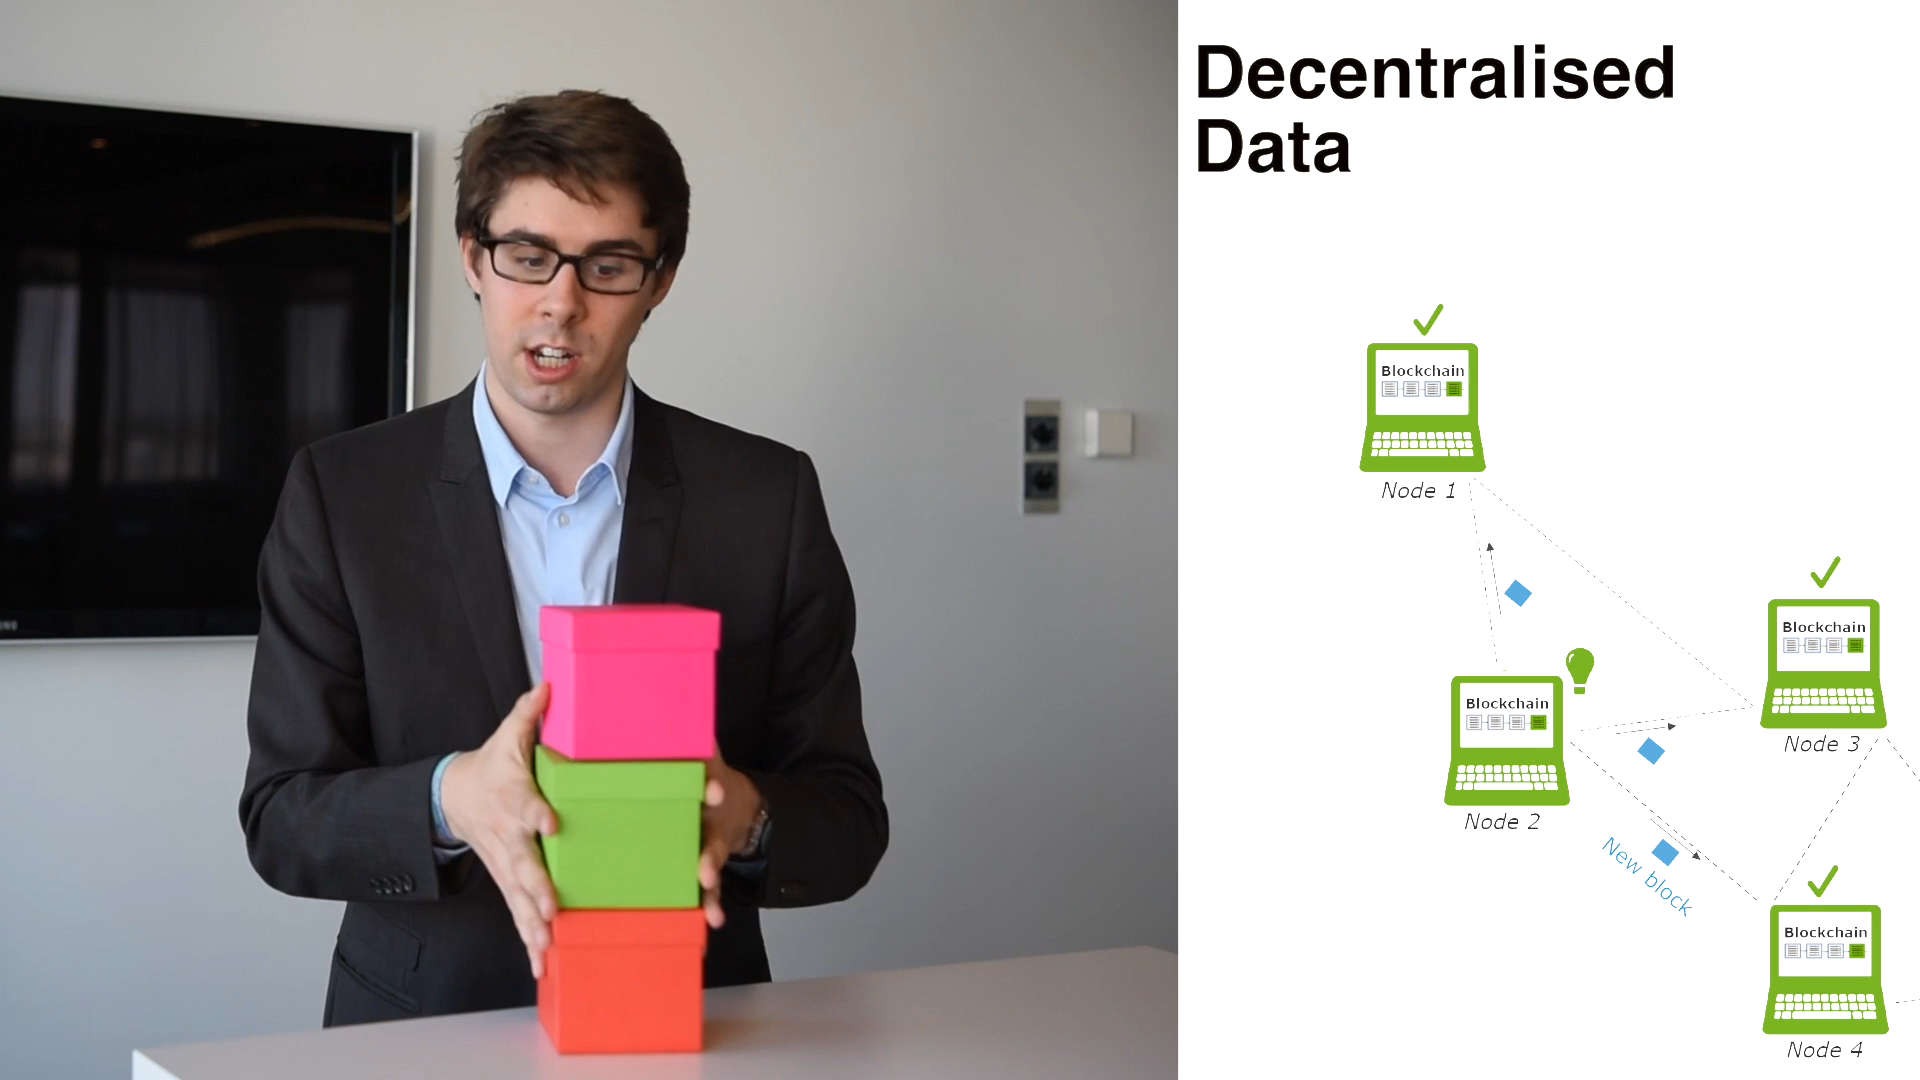 Decentralised
Data
Blockchain
Node 1
Blockchain
Node 3
Blockchain
Node 2
New block
Blockchain
Node 4